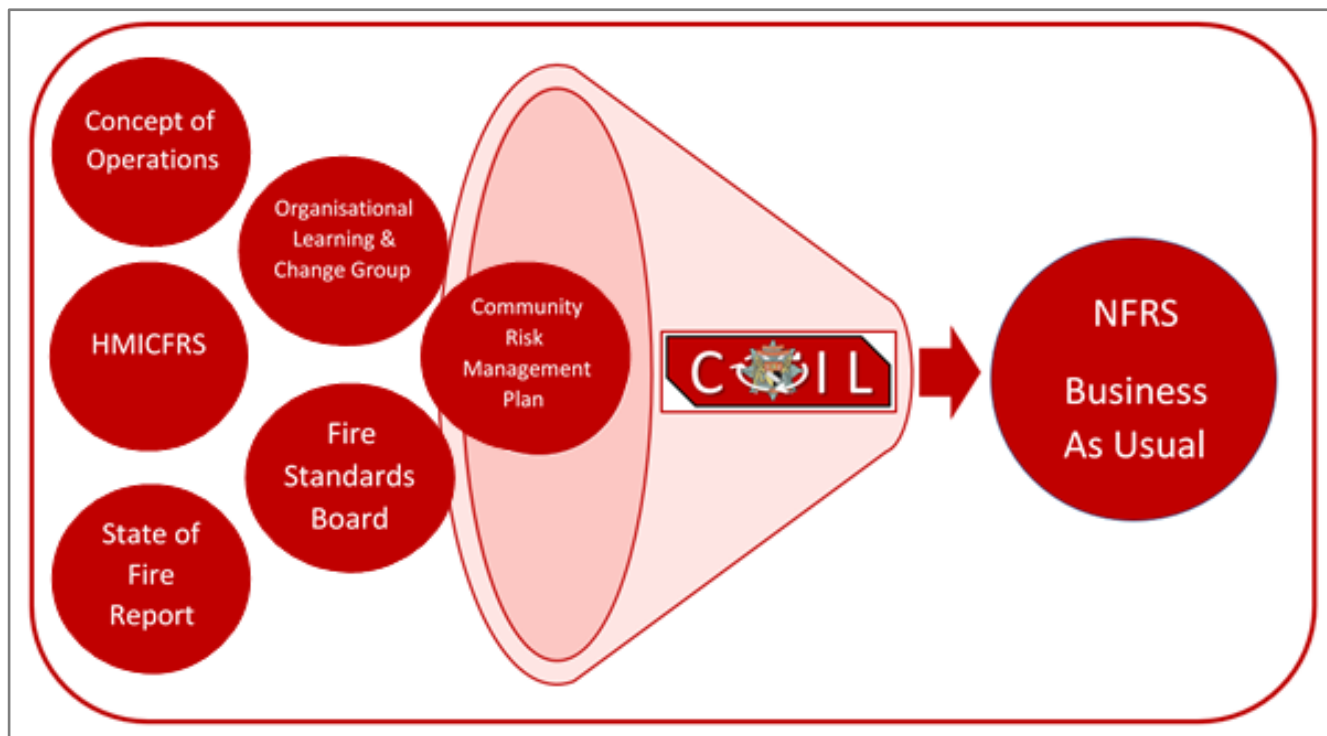 Concept of
Operations
Organisational
Learning &
Change Group
HMICFRS
Community
Risk
Management
Plan
Fire
Standards
Board
State of
Fire
Report
C IL
NFRS
Business
As Usual